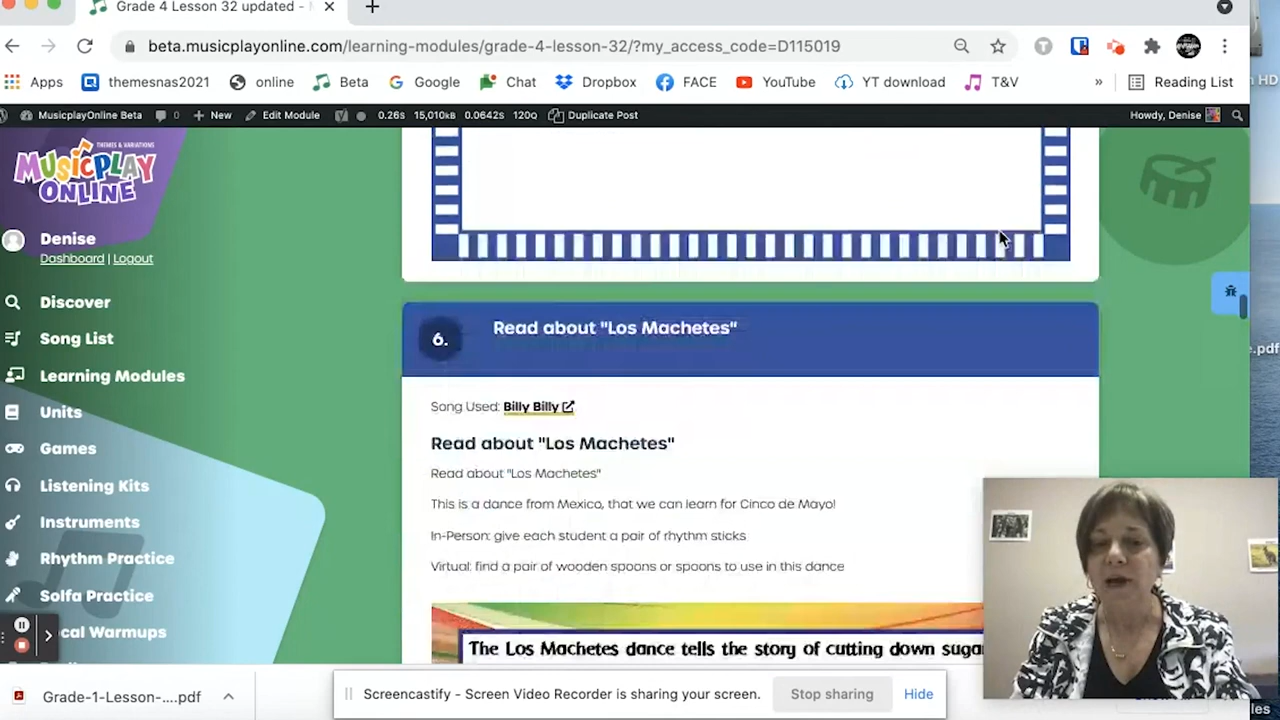 Grade 4 Lesson 32 updated -
beta.musicplayonline.com/learning-modules/grade-4-lesson-32/?my_access_code=D115019
Apps themesnas2021 online Beta Google Chat Dropbox FACE YouTube YT download T&V » Reading List
MusicplayOnline Beta 0 + New Edit Module 0.26s 15,010kB 0.0642s 120Q Duplicate Post Howdy, Denise
THEMES & VARIATIONS
MUSICPLAY
ONLINE
Denise
Dashboard | Logout
Discover
Song List
Learning Modules
Units
Games
Listening Kits
Instruments
Rhythm Practice
Solfa Practice
cal Warmups
6. Read about "Los Machetes"
Song Used: Billy Billy
Read about "Los Machetes"
Read about "Los Machetes"
This is a dance from Mexico, that we can learn for Cinco de Mayo!
In-Person: give each student a pair of rhythm sticks
Virtual: find a pair of wooden spoons or spoons to use in this dance
The Los Machetes dance tells the story of cutting down suga
HD
e.pdf
Grade-1-Lesson-....pdf
Screencastify - Screen Video Recorder is sharing your screen. Stop sharing Hide
les